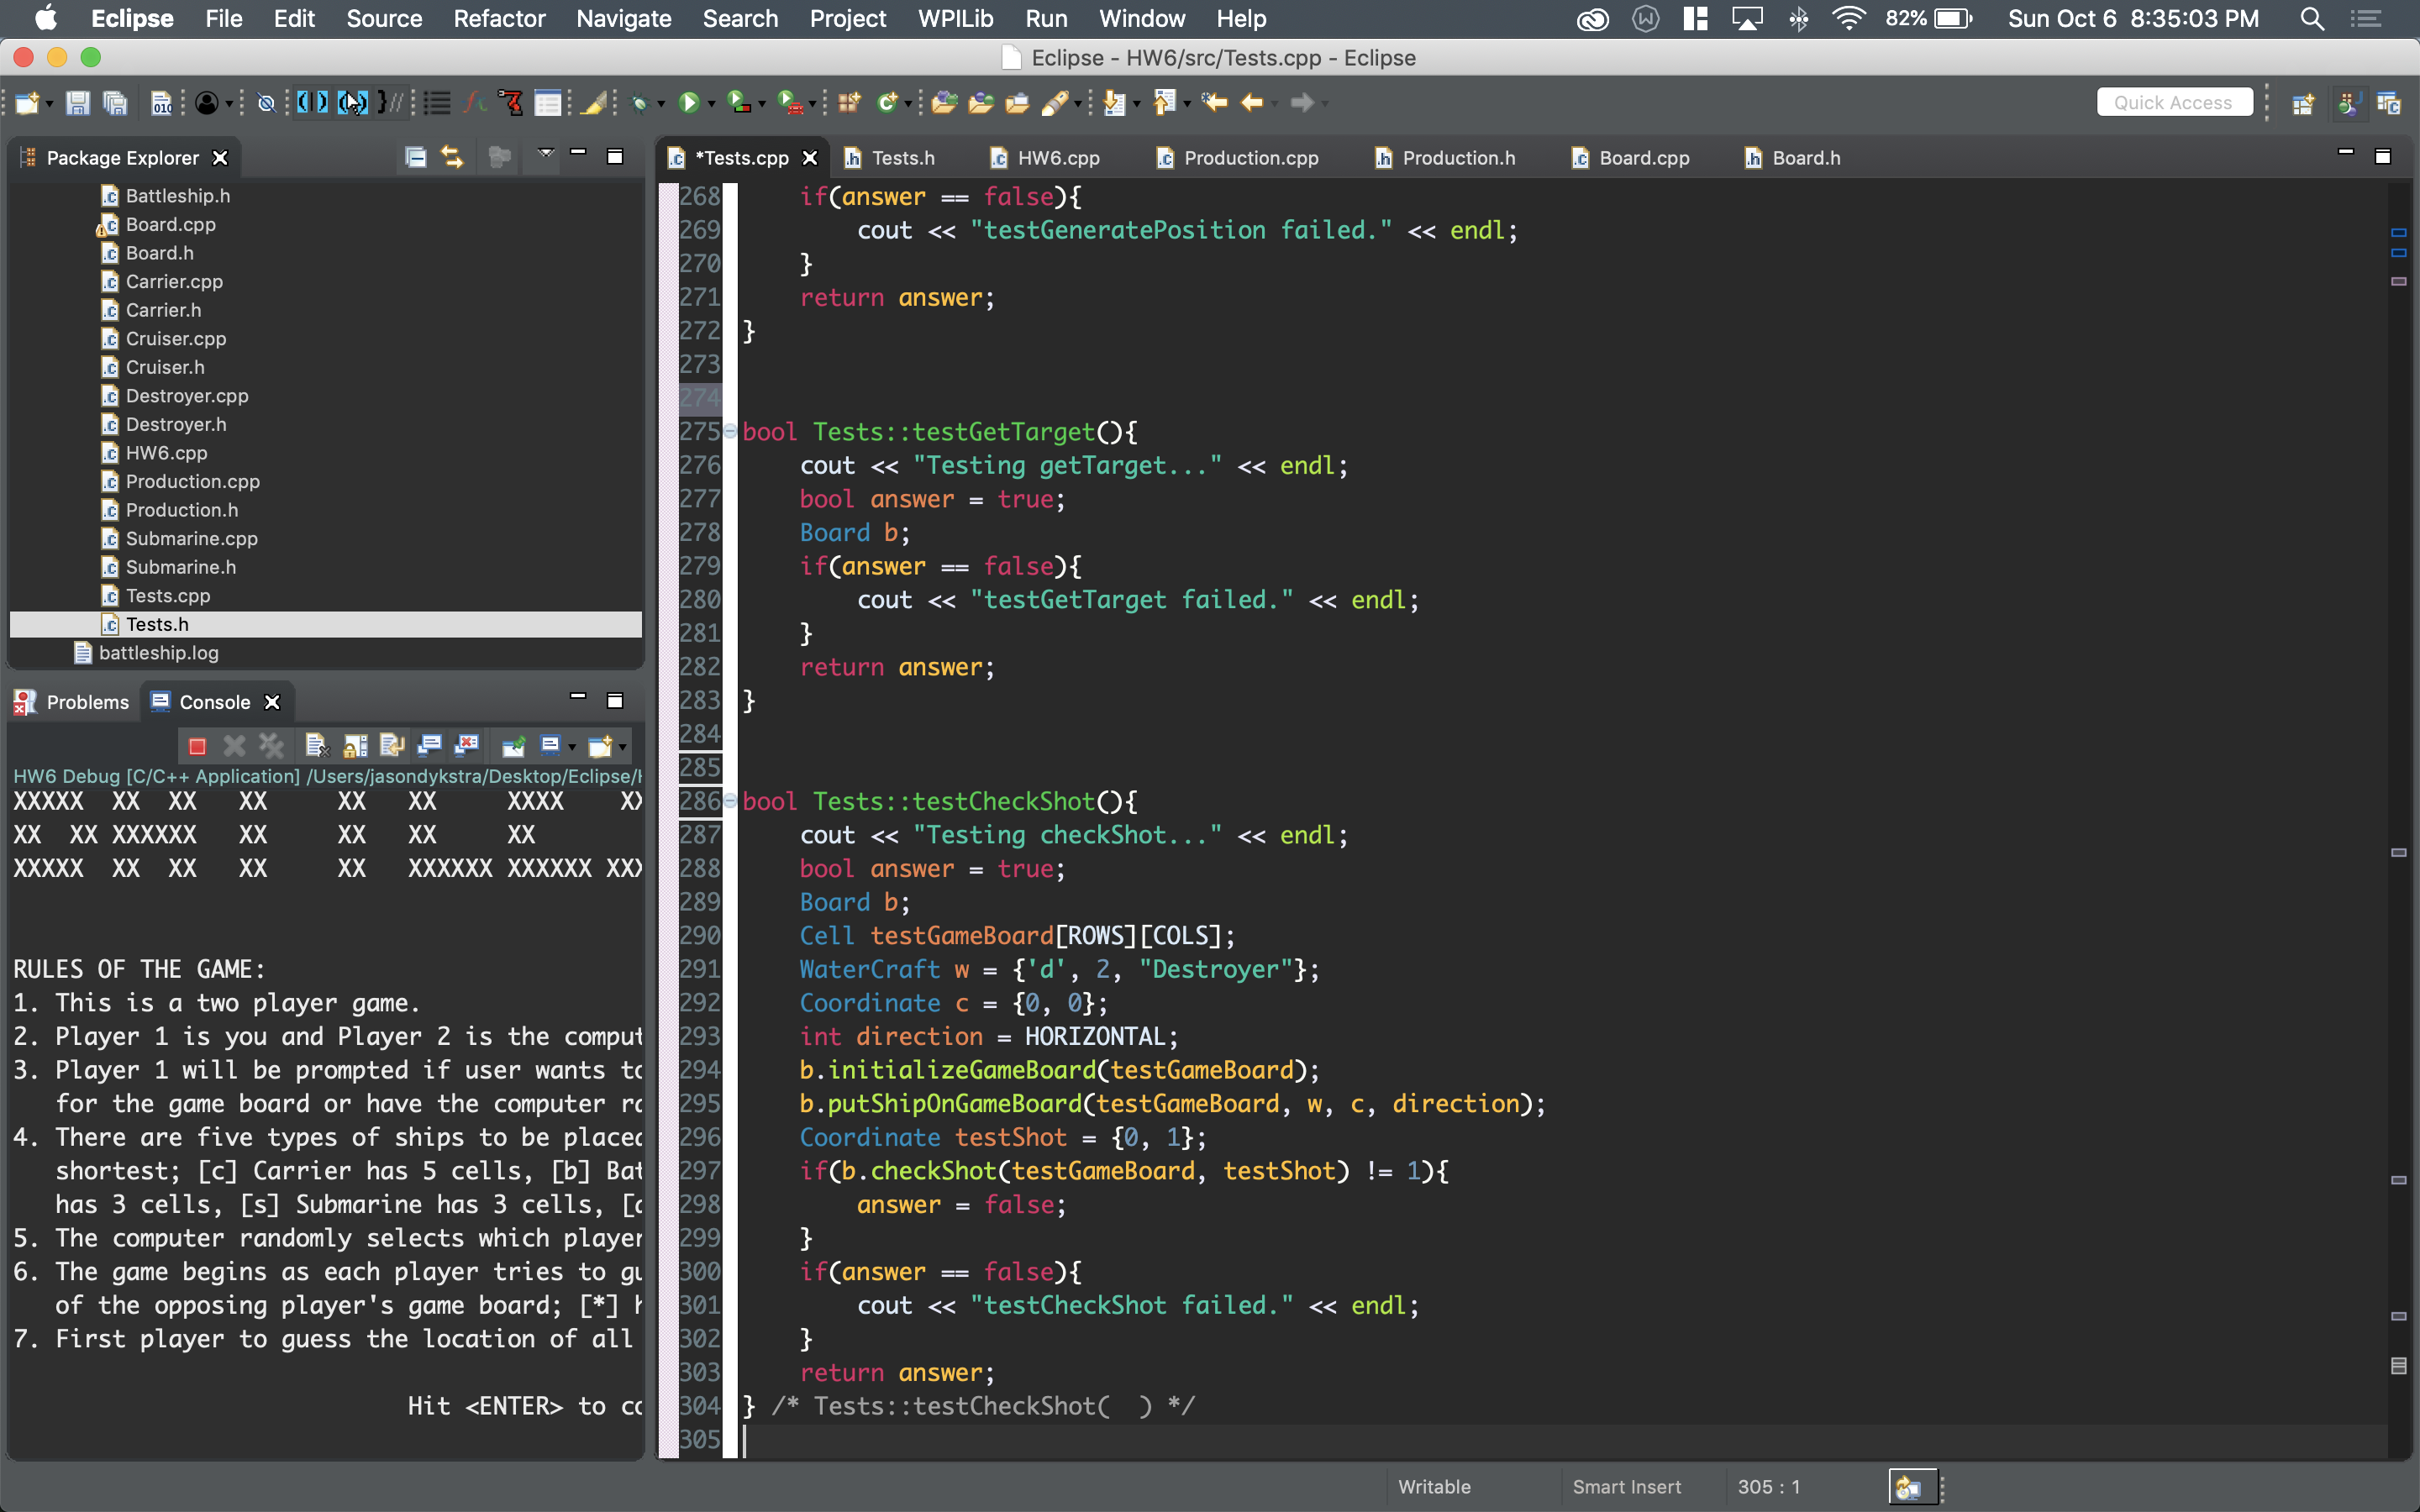 Eclipse File Edit Source Refactor Navigate Search Project WPILib Run Window Help 82% Sun Oct 6 8:35:03 PM
Eclipse - HW6/src/Tests.cpp - Eclipse
Quick Access
Package Explorer
Battleship.h
Board.cpp
Board.h
Carrier.cpp
Carrier.h
Cruiser.cpp
Cruiser.h
Destroyer.cpp
Destroyer.h
HW6.cpp
Production.cpp
Production.h
Submarine.cpp
Submarine.h
Tests.cpp
Tests.h
battleship.log
Problems Console
HW6 Debug [C/C++ Application] /Users/jasondykstra/Desktop/Eclipse/
XXXXX  XX  XX   XX     XX   XX     XXXX    XX
XX  XX XXXXXX   XX     XX   XX     XX
XXXXX  XX  XX   XX     XX   XXXXXX XXXXXX XXX
RULES OF THE GAME:
1. This is a two player game.
2. Player 1 is you and Player 2 is the comput
3. Player 1 will be prompted if user wants to
for the game board or have the computer ra
4. There are five types of ships to be placed
shortest; [c] Carrier has 5 cells, [b] Bat
has 3 cells, [s] Submarine has 3 cells, [d
5. The computer randomly selects which player
6. The game begins as each player tries to gu
of the opposing player's game board; [*] h
7. First player to guess the location of all
Hit <ENTER> to co
*Tests.cpp Tests.h HW6.cpp Production.cpp Production.h Board.cpp Board.h
268     if(answer == false){
269         cout << "testGeneratePosition failed." << endl;
270     }
271     return answer;
272 }
273
274
275 bool Tests::testGetTarget(){
276     cout << "Testing getTarget..." << endl;
277     bool answer = true;
278     Board b;
279     if(answer == false){
280         cout << "testGetTarget failed." << endl;
281     }
282     return answer;
283 }
284
285
286 bool Tests::testCheckShot(){
287     cout << "Testing checkShot..." << endl;
288     bool answer = true;
289     Board b;
290     Cell testGameBoard[ROWS][COLS];
291     WaterCraft w = {'d', 2, "Destroyer"};
292     Coordinate c = {0, 0};
293     int direction = HORIZONTAL;
294     b.initializeGameBoard(testGameBoard);
295     b.putShipOnGameBoard(testGameBoard, w, c, direction);
296     Coordinate testShot = {0, 1};
297     if(b.checkShot(testGameBoard, testShot) != 1){
298         answer = false;
299     }
300     if(answer == false){
301         cout << "testCheckShot failed." << endl;
302     }
303     return answer;
304 } /* Tests::testCheckShot(  ) */
305
Writable Smart Insert 305 : 1